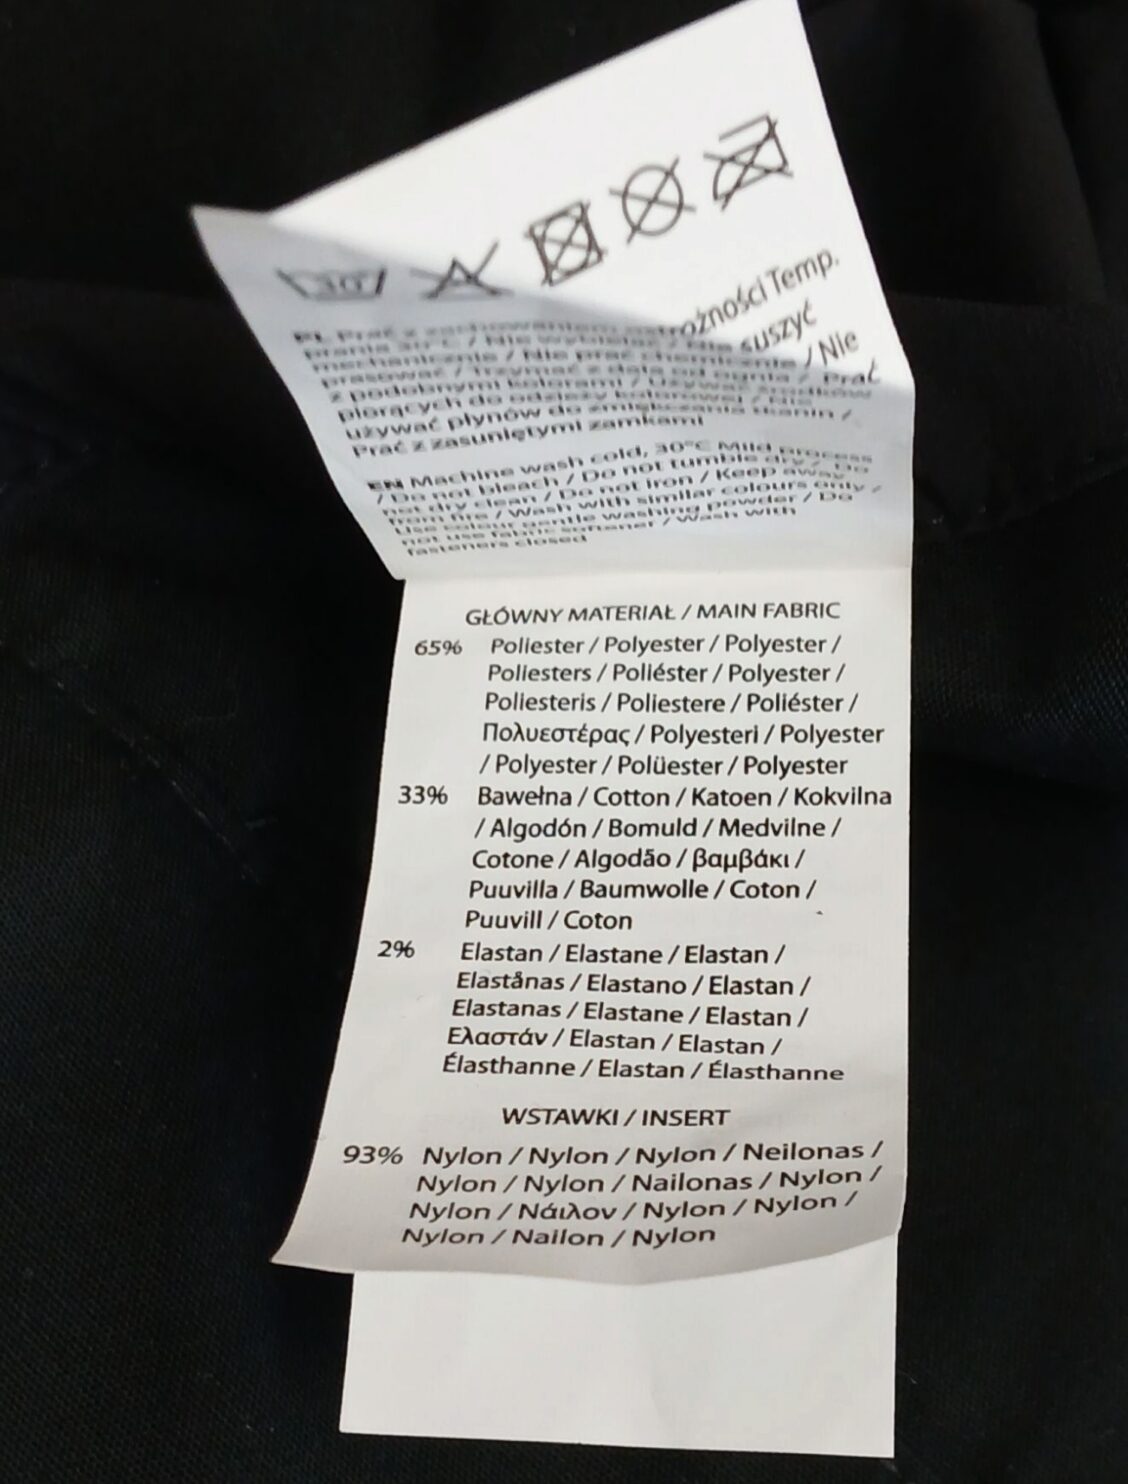 30°
PL Prać z zachowaniem ostrożności Temp.
prania 30°C / Nie wybielać / Nie suszyć
mechanicznie / Nie prać chemicznie / Nie
prasować / Trzymać z dala od ognia / Prać
z podobnymi kolorami / Używać środków
piorących do odzieży kolorowej / Nie
używać płynów do zmiękczania tkanin /
Prać z zasuniętymi zamkami
EN Machine wash cold, 30°C Mild process
/ Do not bleach / Do not tumble dry / Do
not dry clean / Do not iron / Keep away
from fire / Wash with similar colours only /
Use colour gentle washing powder / Do
not use fabric softener / Wash with
fasteners closed
GŁÓWNY MATERIAŁ / MAIN FABRIC
65% Poliester / Polyester / Polyester /
Poliesters / Poliéster / Polyester /
Poliesteris / Poliestere / Poliéster /
Πολυεστέρας / Polyesteri / Polyester
/ Polyester / Polüester / Polyester
33% Bawełna / Cotton / Katoen / Kokvilna
/ Algodón / Bomuld / Medvilne /
Cotone / Algodão / βαμβάκι /
Puuvilla / Baumwolle / Coton /
Puuvill / Coton
2% Elastan / Elastane / Elastan /
Elastånas / Elastano / Elastan /
Elastanas / Elastane / Elastan /
Ελαστάν / Elastan / Elastan /
Élasthanne / Elastan / Élasthanne
WSTAWKI / INSERT
93% Nylon / Nylon / Nylon / Neilonas /
Nylon / Nylon / Nailonas / Nylon /
Nylon / Νάιλον / Nylon / Nylon /
Nylon / Nailon / Nylon